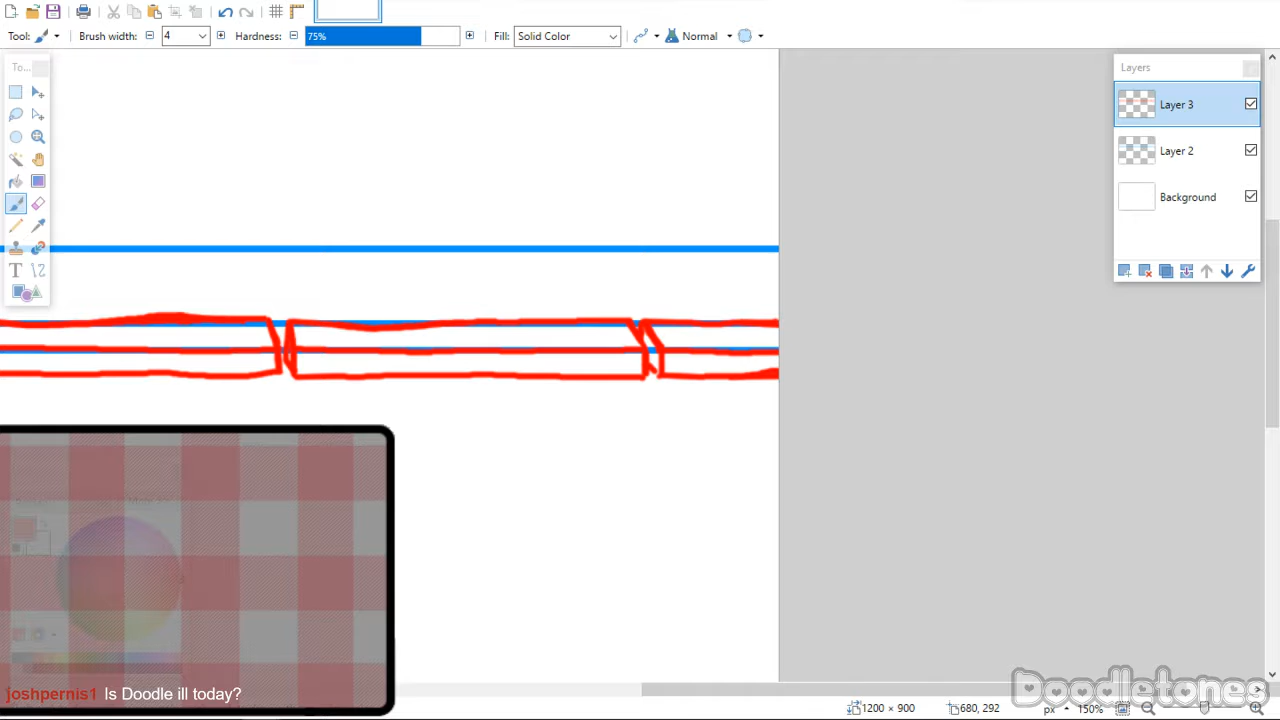 Tool:
Brush width:
4
Hardness:
75%
Fill:
Solid Color
Normal
To...
Layers
Layer 3
Layer 2
Background
joshpernis1 Is Doodle ill today?
Doodletones
1200 × 900
680, 292
px
150%